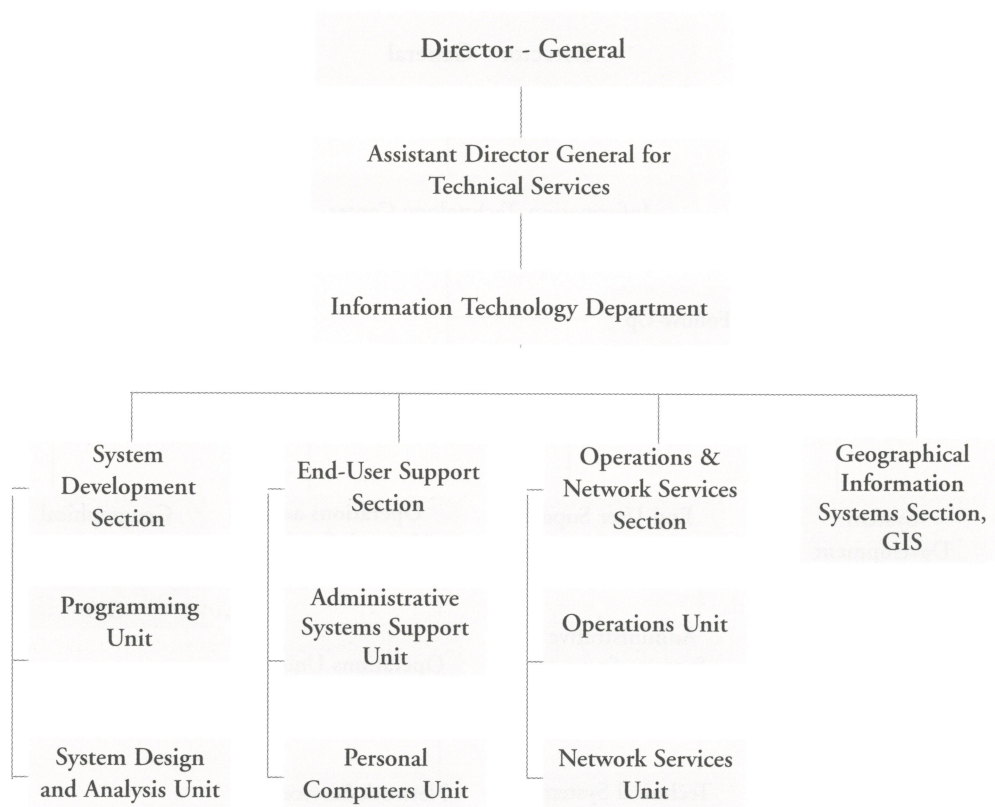 Director - General
Assistant Director General for
Technical Services
Information Technology Department
System
Development
Section
End-User Support
Section
Operations &
Network Services
Section
Geographical
Information
Systems Section,
GIS
Programming
Unit
Administrative
Systems Support
Unit
Operations Unit
System Design
and Analysis Unit
Personal
Computers Unit
Network Services
Unit